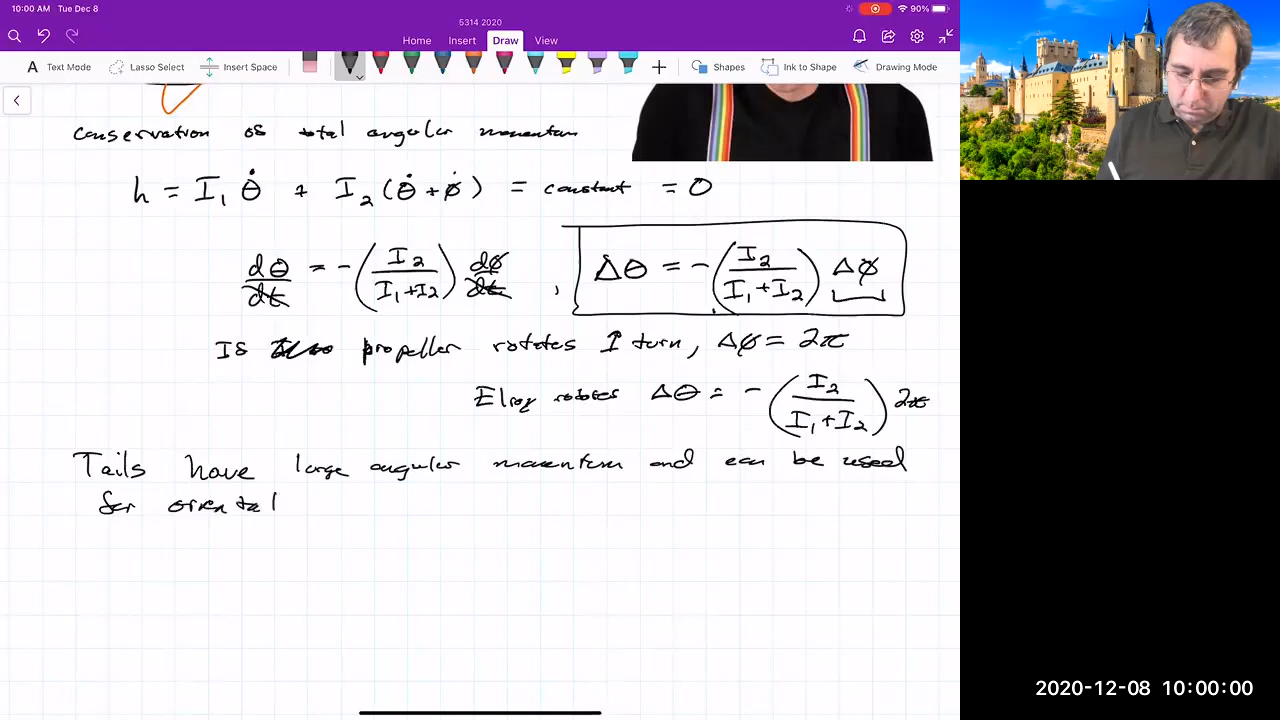 10:00 AM Tue Dec 8
90%
5314 2020
Home Insert Draw View
Text Mode Lasso Select Insert Space Shapes Ink to Shape Drawing Mode
conservation of total angular momentum
h = I₁ θ̇ + I₂ (θ̇ + φ̇) = constant = 0
dθ/dt = - (I₂/(I₁+I₂)) dφ/dt , Δθ = - (I₂/(I₁+I₂)) Δφ
If propeller rotates 1 turn, Δφ = 2π
Elroy rotates Δθ = - (I₂/(I₁+I₂)) 2π
Tails have large angular momentum and can be used
for oriental
2020-12-08 10:00:00